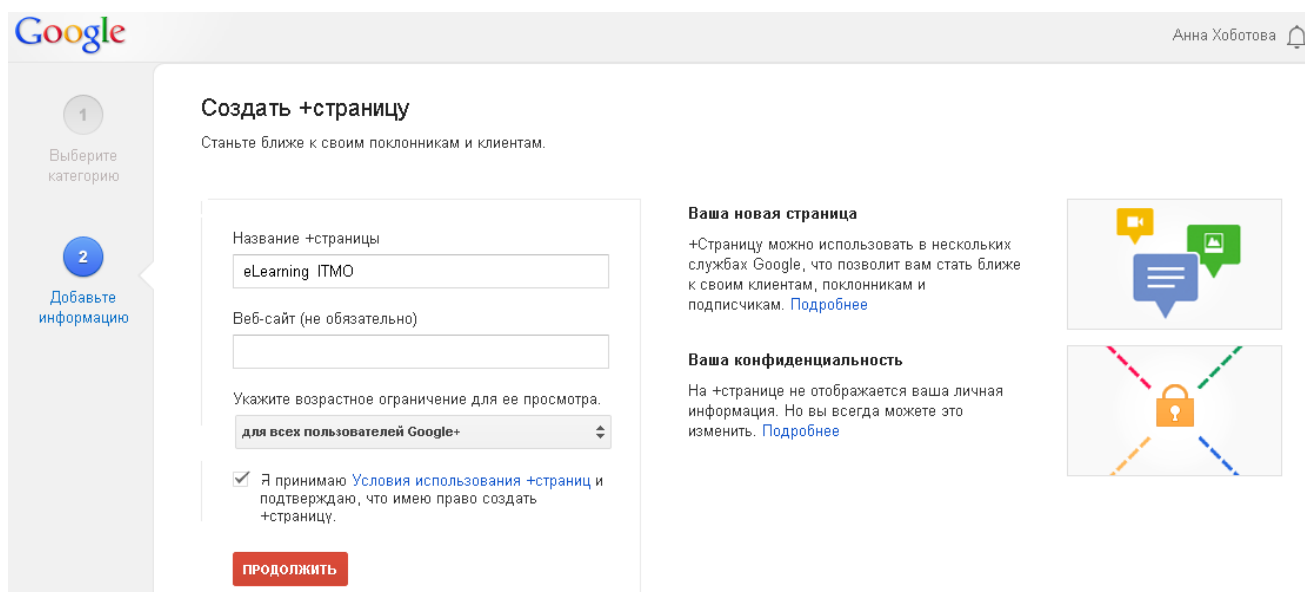 Google
Анна Хоботова
1
Выберите
категорию
2
Добавьте
информацию
Создать +страницу
Станьте ближе к своим поклонникам и клиентам.
Название +страницы
eLearning ITMO
Веб-сайт (не обязательно)
Укажите возрастное ограничение для ее просмотра.
для всех пользователей Google+
Я принимаю Условия использования +страниц и
подтверждаю, что имею право создать
+страницу.
ПРОДОЛЖИТЬ
Ваша новая страница
+Страницу можно использовать в нескольких
службах Google, что позволит вам стать ближе
к своим клиентам, поклонникам и
подписчикам. Подробнее
Ваша конфиденциальность
На +странице не отображается ваша личная
информация. Но вы всегда можете это
изменить. Подробнее